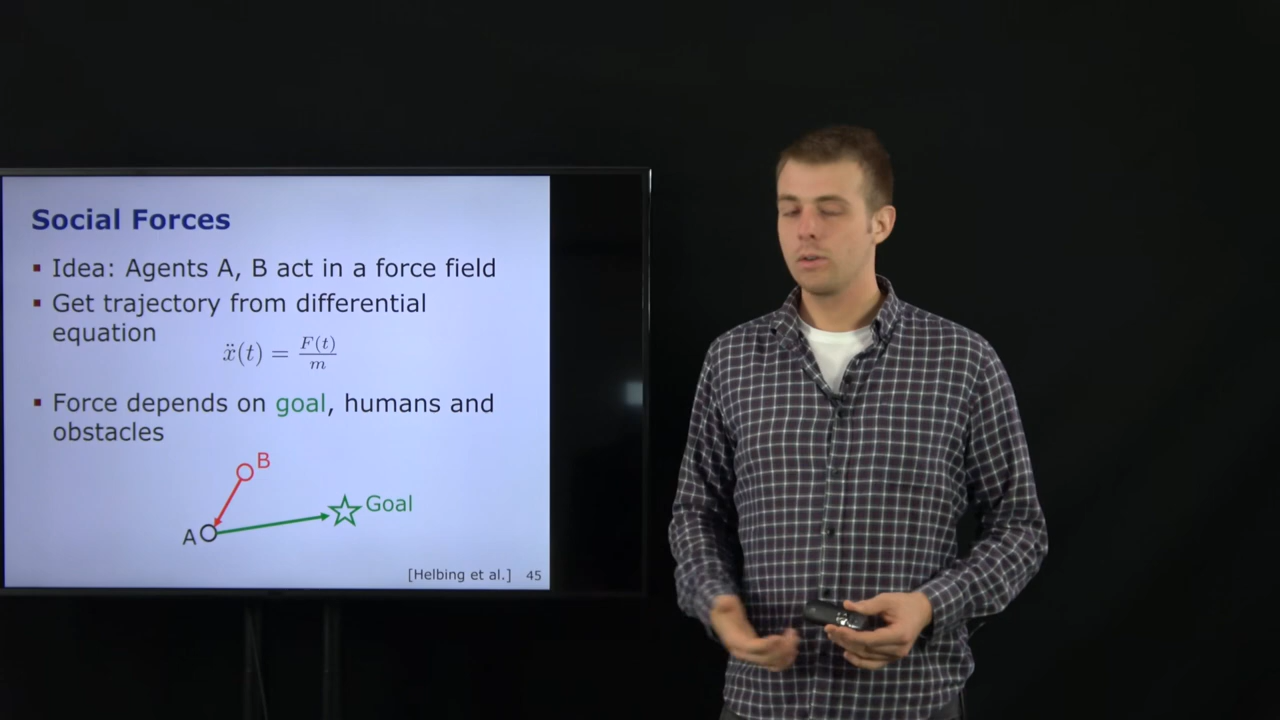 Social Forces
▪ Idea: Agents A, B act in a force field
▪ Get trajectory from differential
equation
ẍ(t) = F(t)/m
▪ Force depends on goal, humans and
obstacles
B
Goal
A
[Helbing et al.] 45